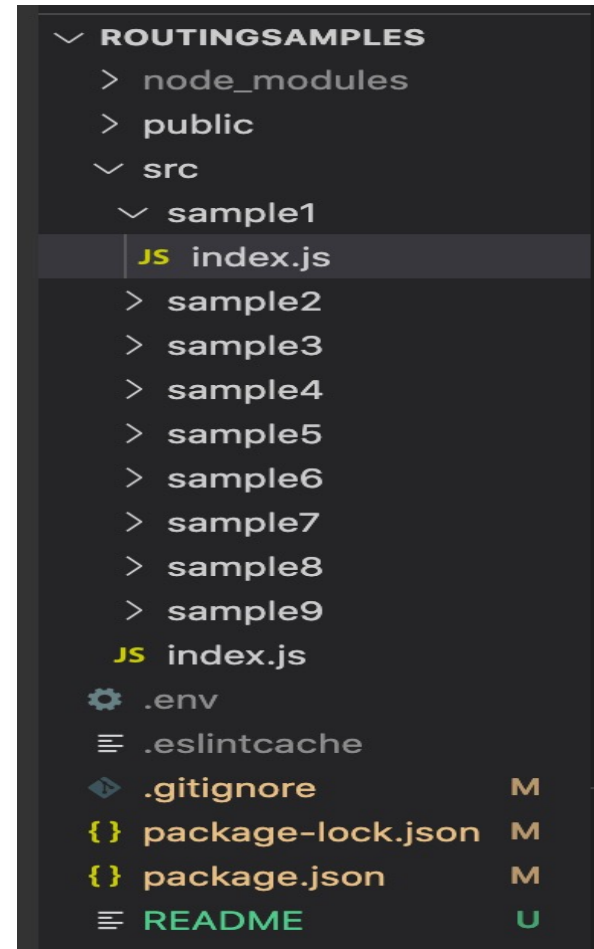 ROUTINGSAMPLES
node_modules
public
src
sample1
JS index.js
sample2
sample3
sample4
sample5
sample6
sample7
sample8
sample9
JS index.js
.env
.eslintcache
.gitignore M
{} package-lock.json M
{} package.json M
README U